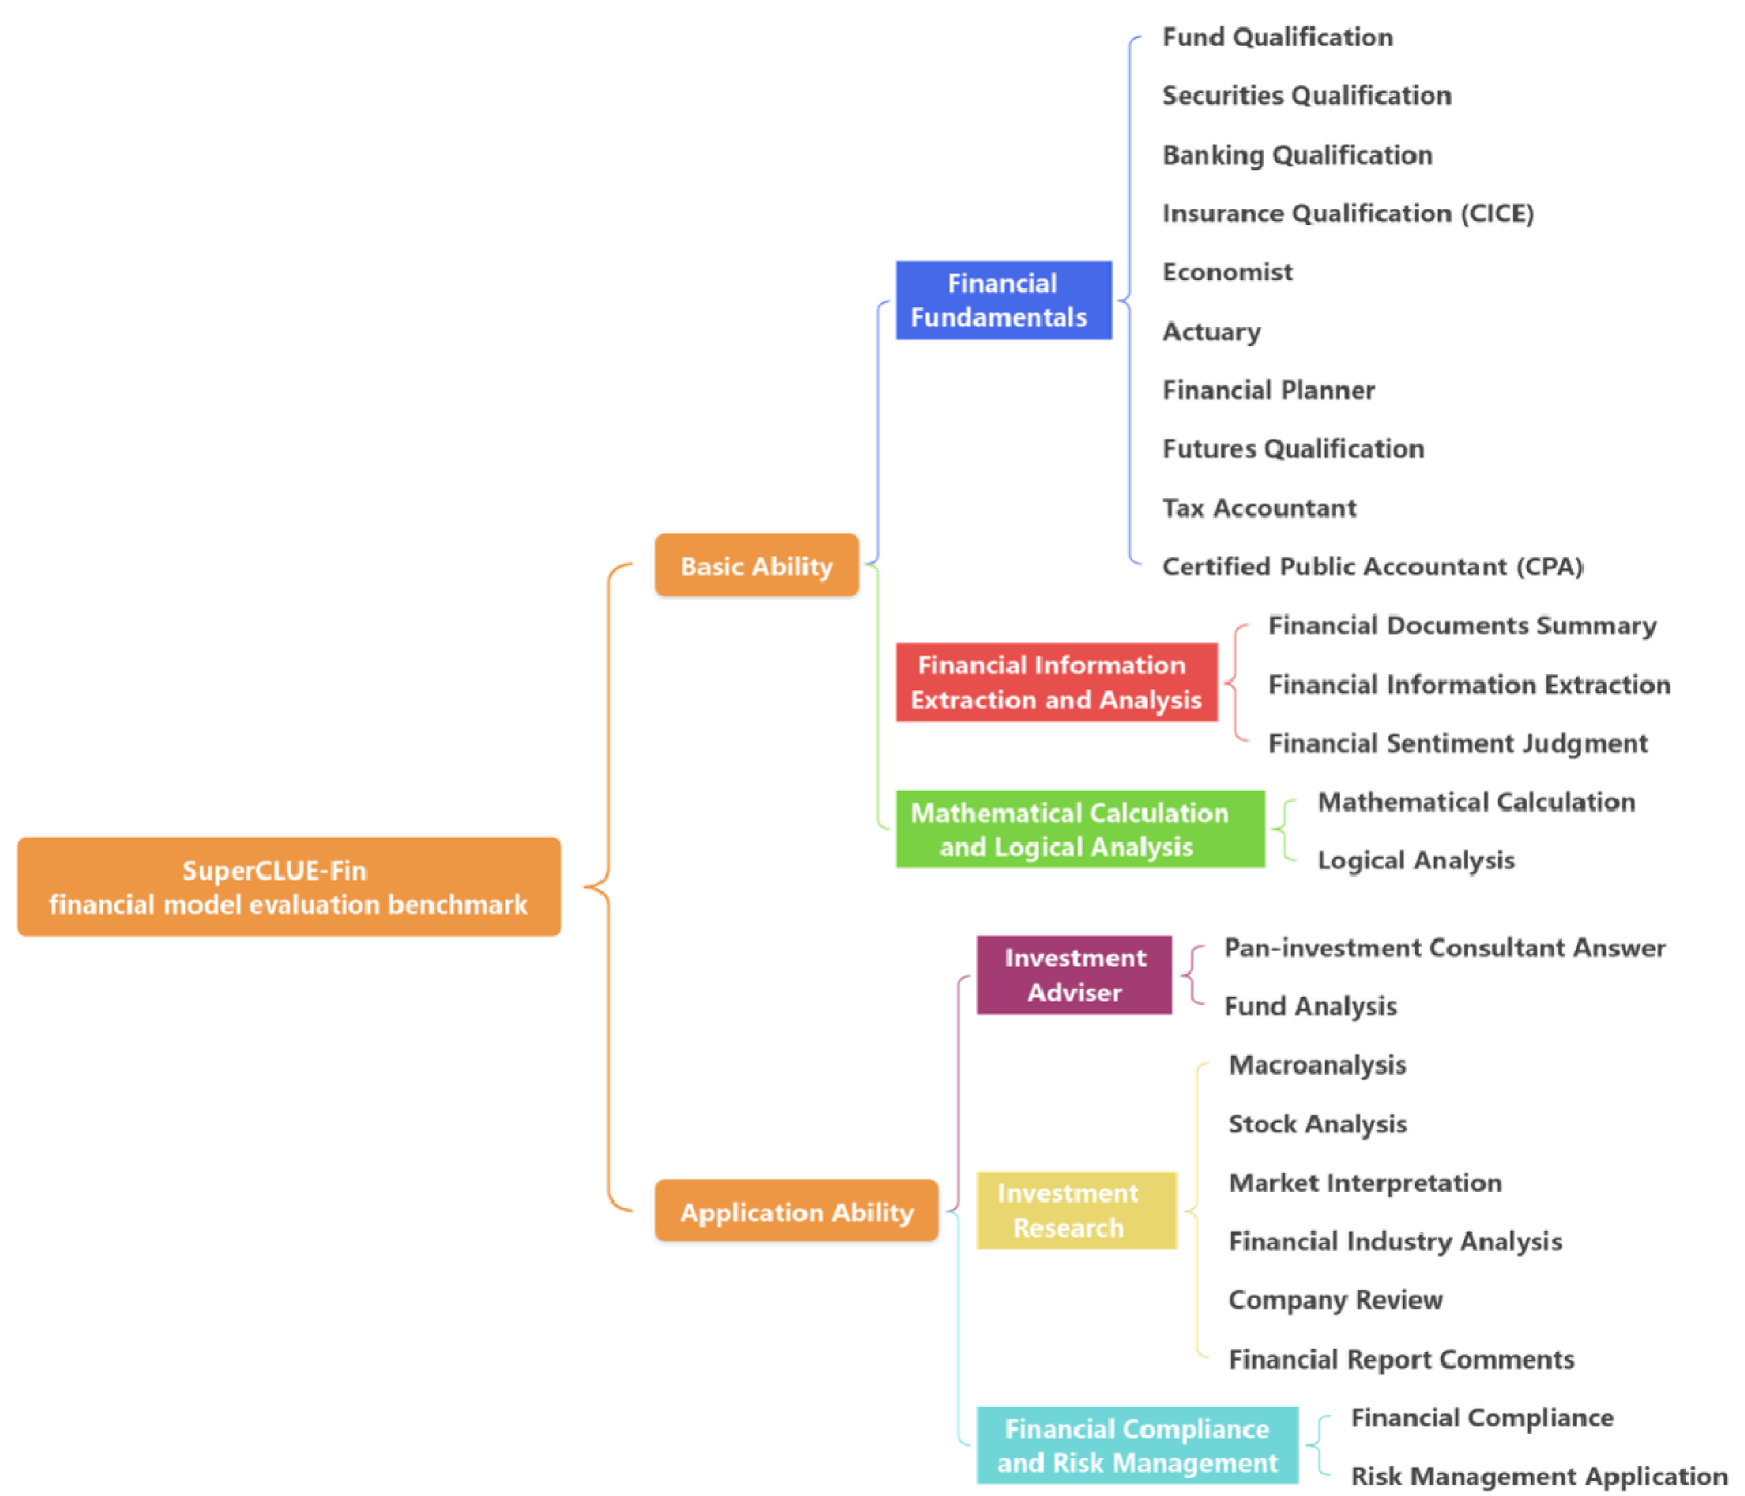 SuperCLUE-Fin
financial model evaluation benchmark
Basic Ability
Financial
Fundamentals
Fund Qualification
Securities Qualification
Banking Qualification
Insurance Qualification (CICE)
Economist
Actuary
Financial Planner
Futures Qualification
Tax Accountant
Certified Public Accountant (CPA)
Financial Information
Extraction and Analysis
Financial Documents Summary
Financial Information Extraction
Financial Sentiment Judgment
Mathematical Calculation
and Logical Analysis
Mathematical Calculation
Logical Analysis
Application Ability
Investment
Adviser
Pan-investment Consultant Answer
Fund Analysis
Investment
Research
Macroanalysis
Stock Analysis
Market Interpretation
Financial Industry Analysis
Company Review
Financial Report Comments
Financial Compliance
and Risk Management
Financial Compliance
Risk Management Application